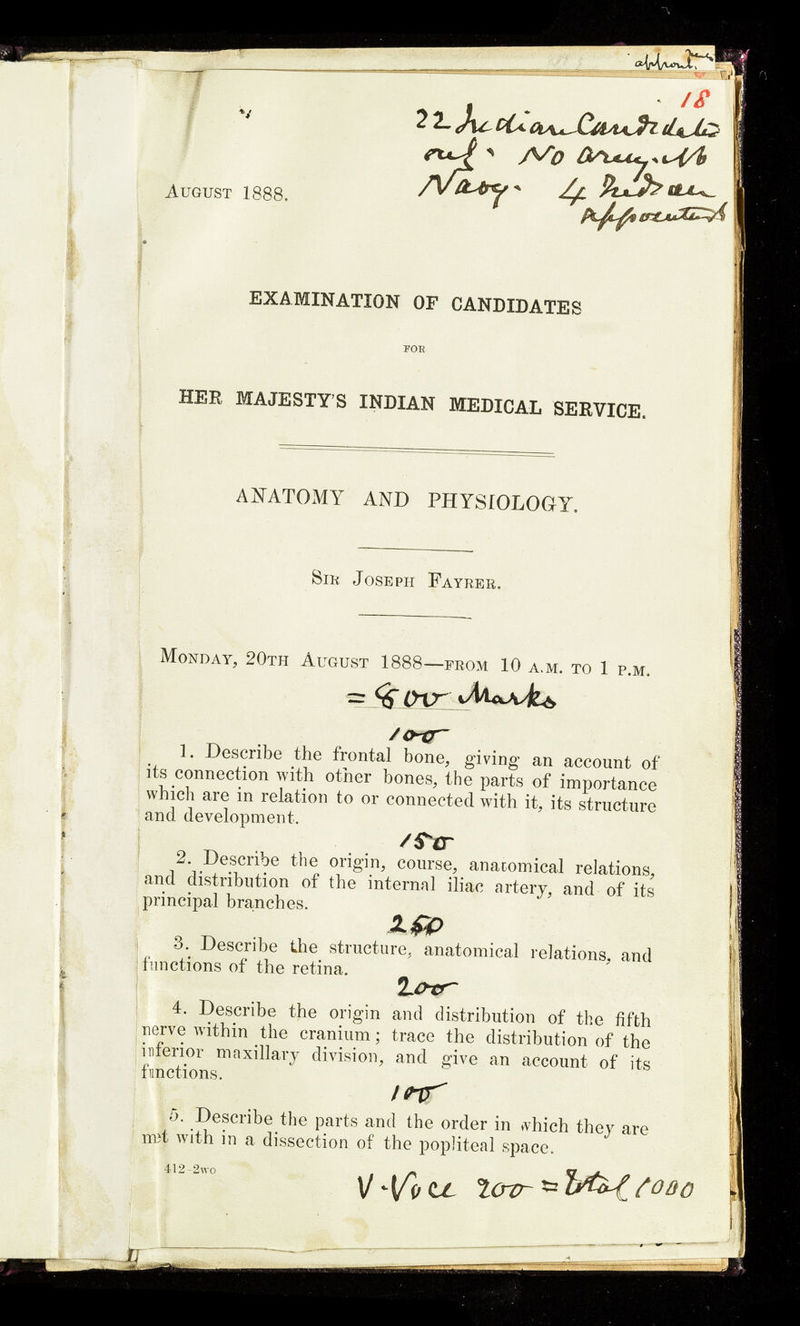 18
22 Indian Candidates
only. No Army with
Navy. 4
AUGUST 1888.
EXAMINATION OF CANDIDATES
FOR
HER MAJESTY'S INDIAN MEDICAL SERVICE.
ANATOMY AND PHYSIOLOGY.
SIR JOSEPH FAYRER.
MONDAY, 20TH AUGUST 1888—FROM 10 A.M. TO 1 P.M.
= 800 Marks
100
1. Describe the frontal bone, giving an account of
its connection with other bones, the parts of importance
which are in relation to or connected with it, its structure
and development.
150
2. Describe the origin, course, anatomical relations,
and distribution of the internal iliac artery, and of its
principal branches.
250
3. Describe the structure, anatomical relations, and
functions of the retina.
200
4. Describe the origin and distribution of the fifth
nerve within the cranium; trace the distribution of the
inferior maxillary division, and give an account of its
functions.
100
5. Describe the parts and the order in which they are
met with in a dissection of the popliteal space.
412-2wo
V. Voce 200 = total 1000